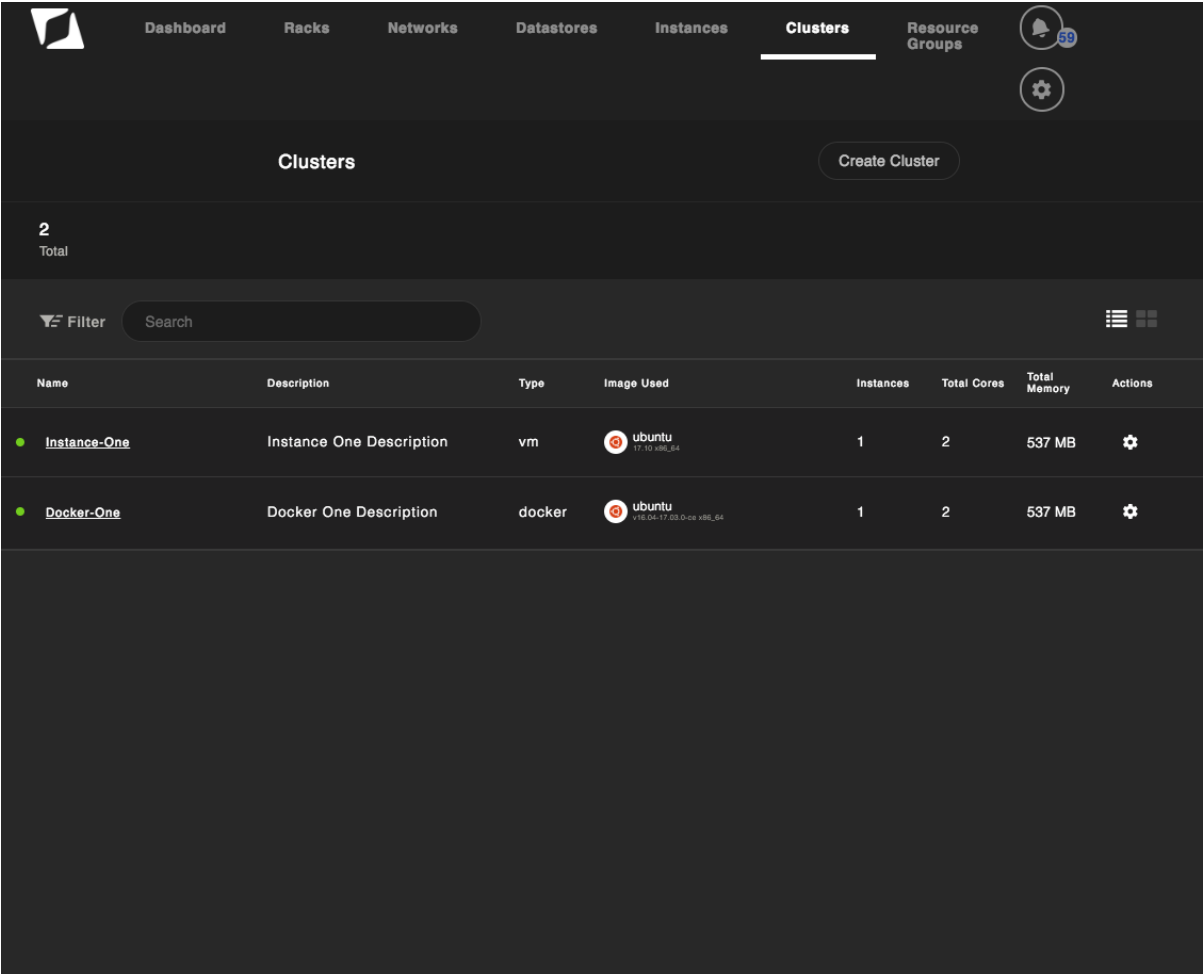 Dashboard Racks Networks Datastores Instances Clusters Resource Groups 59
Clusters Create Cluster
2
Total
Filter Search
Name Description Type Image Used Instances Total Cores Total Memory Actions
Instance-One Instance One Description vm ubuntu 1 2 537 MB
17.10 x86_64
Docker-One Docker One Description docker ubuntu 1 2 537 MB
v16.04-17.03.0-ce x86_64